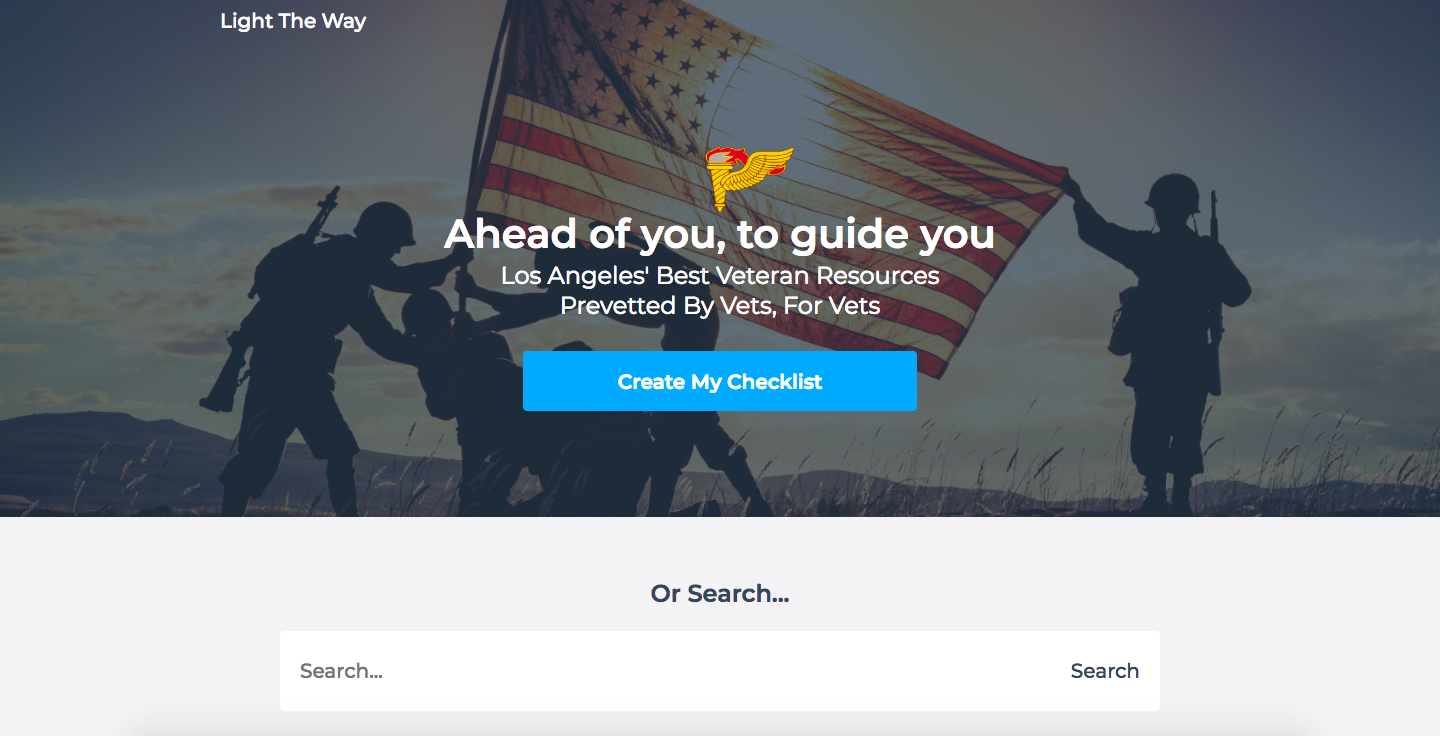 Light The Way
Ahead of you, to guide you
Los Angeles' Best Veteran Resources
Prevetted By Vets, For Vets
Create My Checklist
Or Search...
Search...
Search